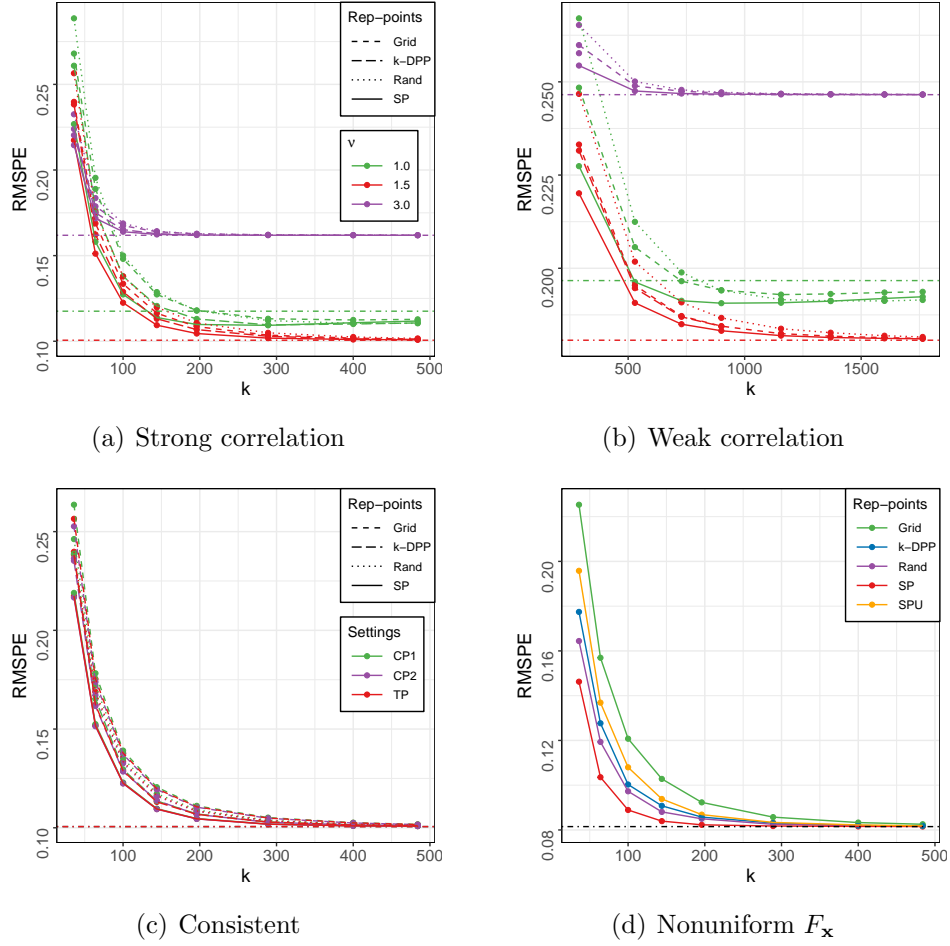 Rep−points
Grid
k−DPP
Rand
SP
ν
1.0
1.5
3.0
RMSPE
0.25
0.20
0.15
0.10
100
200
300
400
500
k
(a) Strong correlation
RMSPE
0.250
0.225
0.200
500
1000
1500
k
(b) Weak correlation
Rep−points
Grid
k−DPP
Rand
SP
Settings
CP1
CP2
TP
RMSPE
0.25
0.20
0.15
0.10
100
200
300
400
500
k
(c) Consistent
Rep−points
Grid
k−DPP
Rand
SP
SPU
RMSPE
0.20
0.16
0.12
0.08
100
200
300
400
500
k
(d) Nonuniform Fx